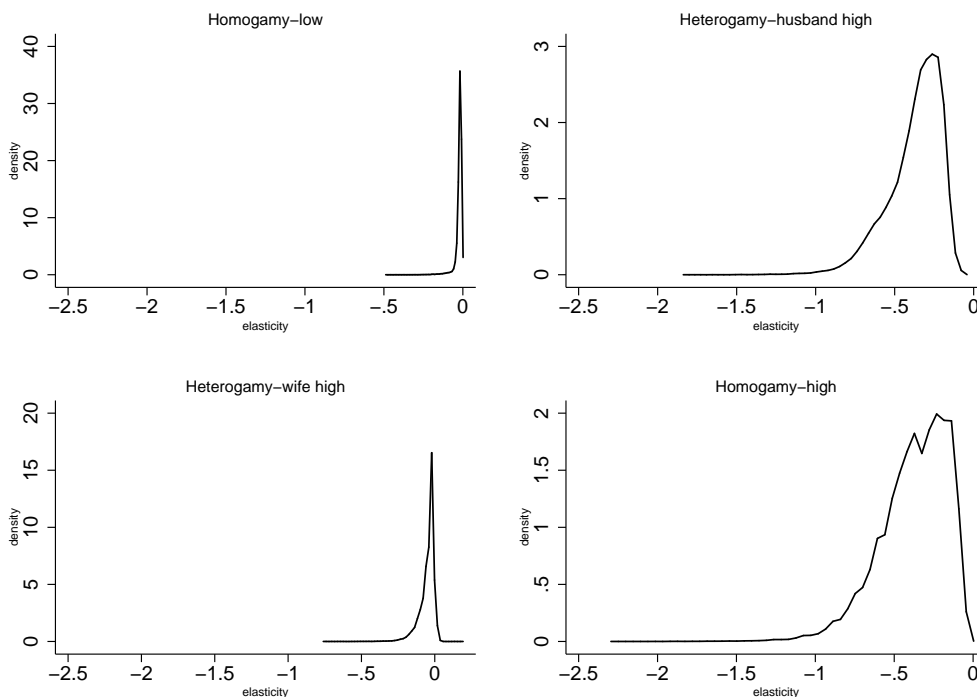 Homogamy−low
40
30
20
10
0
density
−2.5 −2 −1.5 −1 −.5 0
elasticity
Heterogamy−husband high
3
2
1
0
density
−2.5 −2 −1.5 −1 −.5 0
elasticity
Heterogamy−wife high
20
15
10
5
0
density
−2.5 −2 −1.5 −1 −.5 0
elasticity
Homogamy−high
2
1.5
1
.5
0
density
−2.5 −2 −1.5 −1 −.5 0
elasticity